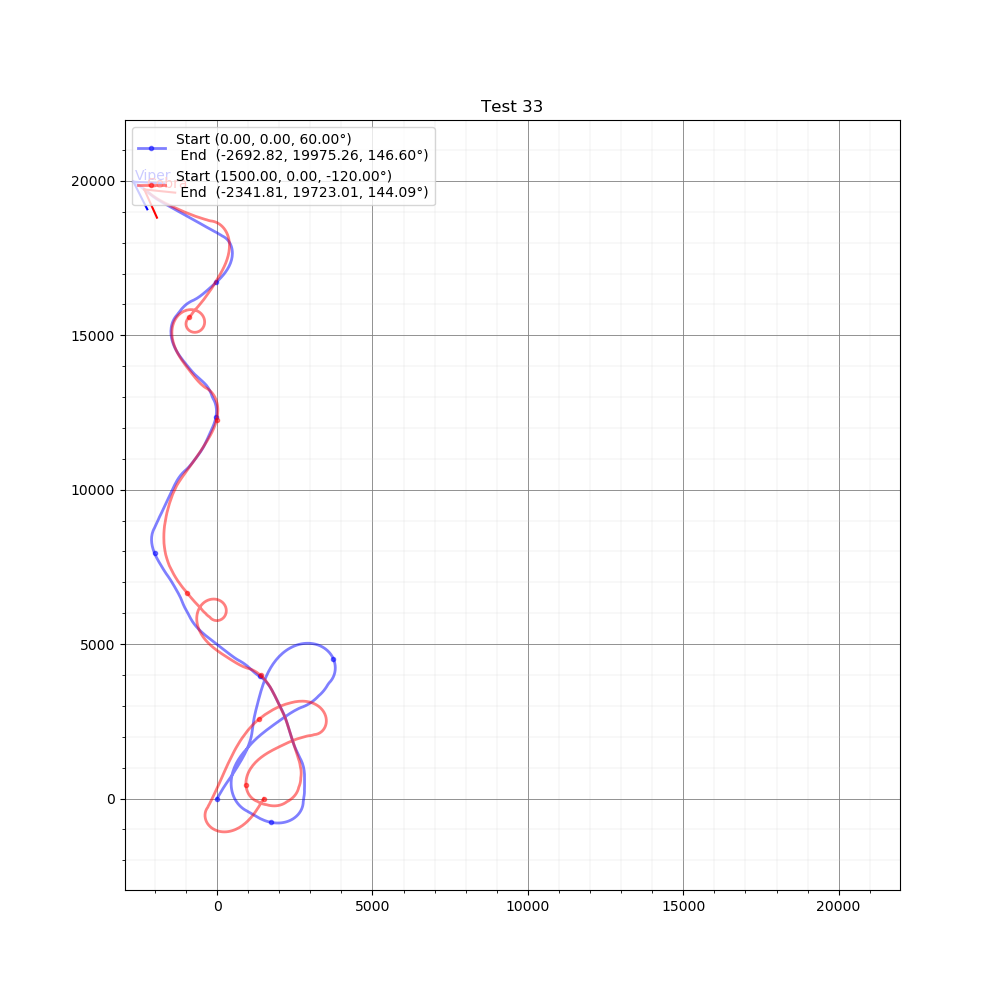 Test 33
Start (0.00, 0.00, 60.00°)
End (-2692.82, 19975.26, 146.60°)
Start (1500.00, 0.00, -120.00°)
End (-2341.81, 19723.01, 144.09°)
Viper
20000
15000
10000
5000
0
0
5000
10000
15000
20000